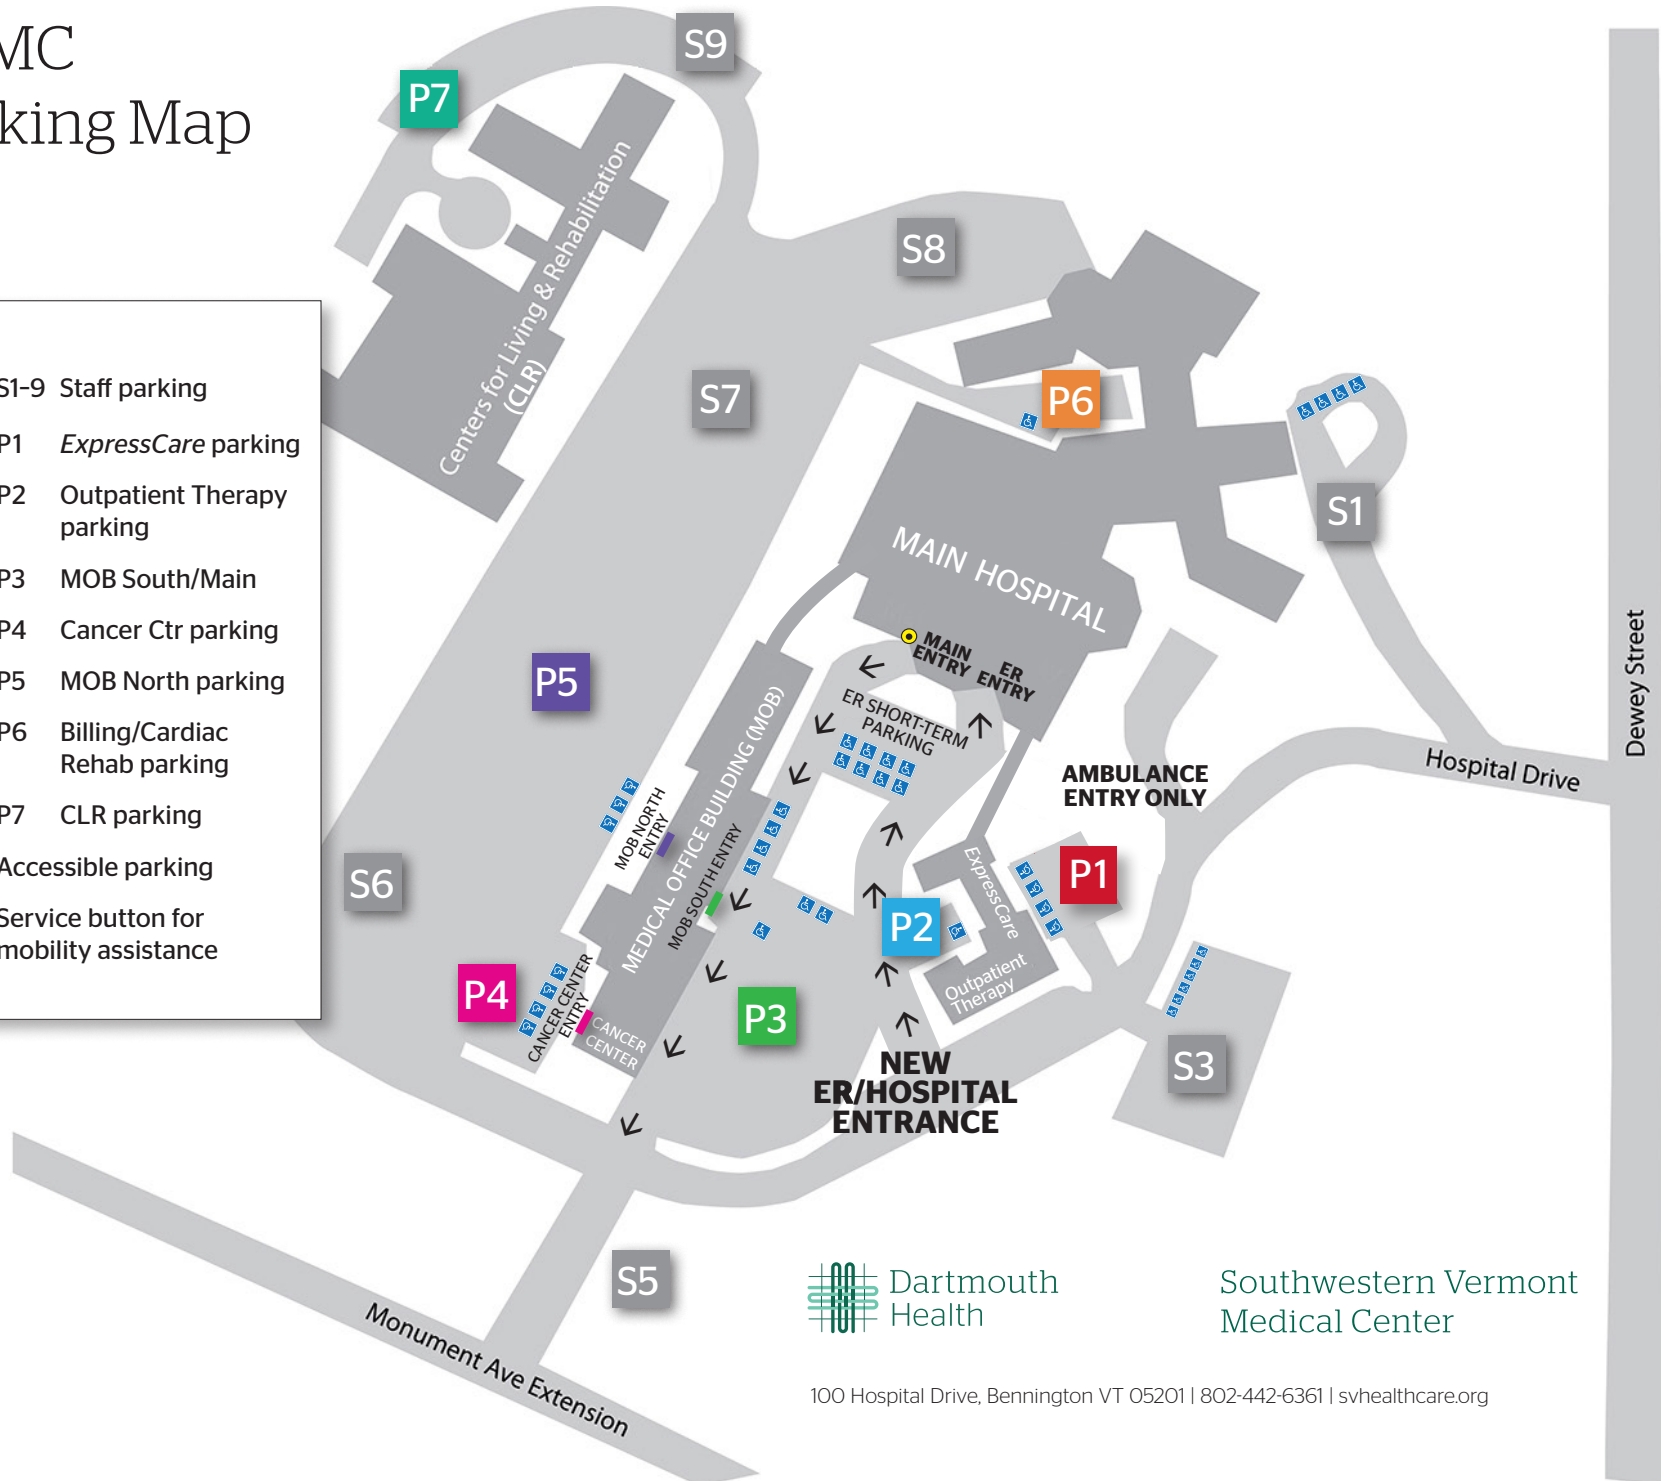 MC
king Map
S1-9 Staff parking
P1 ExpressCare parking
P2 Outpatient Therapy
parking
P3 MOB South/Main
P4 Cancer Ctr parking
P5 MOB North parking
P6 Billing/Cardiac
Rehab parking
P7 CLR parking
Accessible parking
Service button for
mobility assistance
S9
P7
Centers for Living & Rehabilitation
(CLR)
S8
S7
P6
S1
MAIN HOSPITAL
MAIN
ENTRY
ER
ENTRY
ER SHORT-TERM
PARKING
P5
MEDICAL OFFICE BUILDING (MOB)
MOB NORTH
ENTRY
MOB SOUTH ENTRY
S6
P4
CANCER CENTER
ENTRY
CANCER
CENTER
P3
P2
ExpressCare
Outpatient
Therapy
P1
AMBULANCE
ENTRY ONLY
Hospital Drive
Dewey Street
S3
NEW
ER/HOSPITAL
ENTRANCE
S5
Monument Ave Extension
Dartmouth
Health
Southwestern Vermont
Medical Center
100 Hospital Drive, Bennington VT 05201 | 802-442-6361 | svhealthcare.org